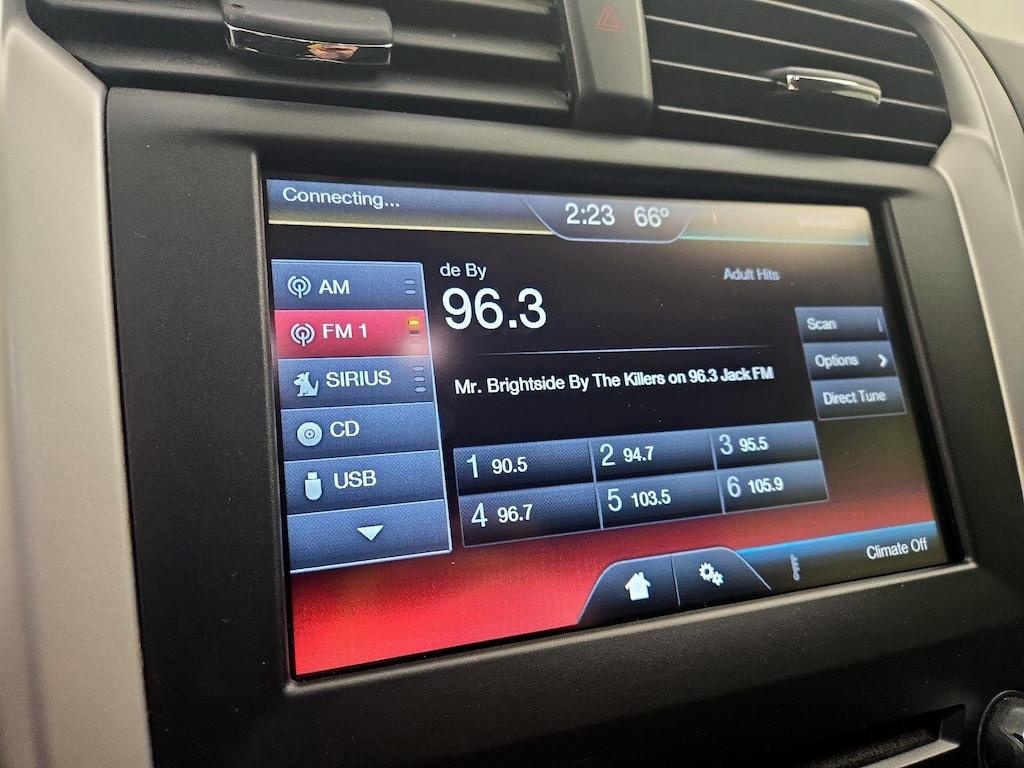 Connecting...
2:23 66°
AM
FM 1
SIRIUS
CD
USB
de By
Adult Hits
96.3
Mr. Brightside By The Killers on 96.3 Jack FM
Scan
Options
Direct Tune
1 90.5
2 94.7
3 95.5
4 96.7
5 103.5
6 105.9
Climate Off